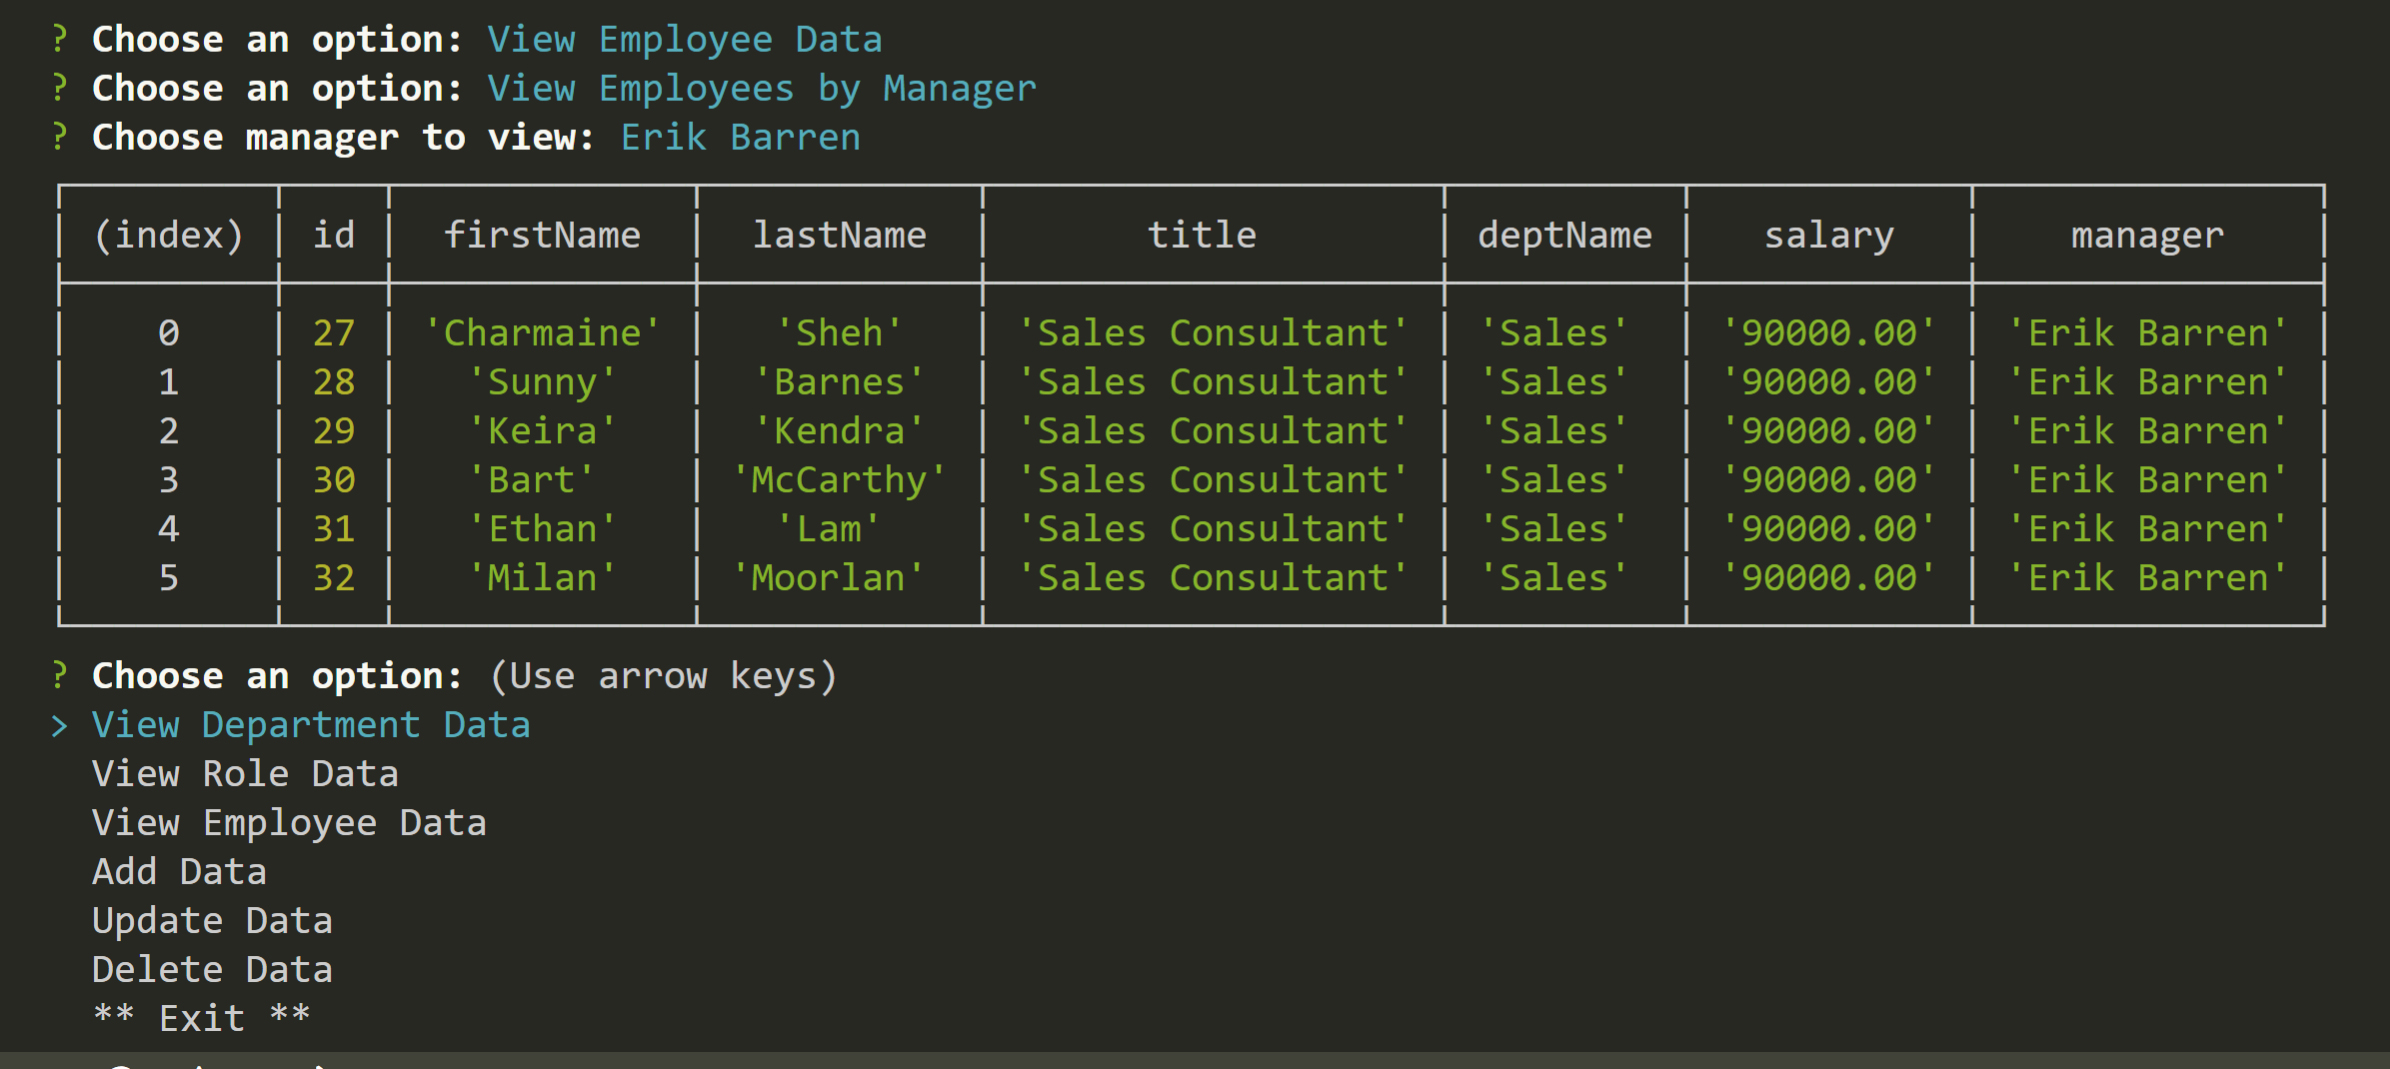 ? Choose an option: View Employee Data
? Choose an option: View Employees by Manager
? Choose manager to view: Erik Barren
(index) id firstName lastName title deptName salary manager
0 27 'Charmaine' 'Sheh' 'Sales Consultant' 'Sales' '90000.00' 'Erik Barren'
1 28 'Sunny' 'Barnes' 'Sales Consultant' 'Sales' '90000.00' 'Erik Barren'
2 29 'Keira' 'Kendra' 'Sales Consultant' 'Sales' '90000.00' 'Erik Barren'
3 30 'Bart' 'McCarthy' 'Sales Consultant' 'Sales' '90000.00' 'Erik Barren'
4 31 'Ethan' 'Lam' 'Sales Consultant' 'Sales' '90000.00' 'Erik Barren'
5 32 'Milan' 'Moorlan' 'Sales Consultant' 'Sales' '90000.00' 'Erik Barren'
? Choose an option: (Use arrow keys)
> View Department Data
View Role Data
View Employee Data
Add Data
Update Data
Delete Data
** Exit **